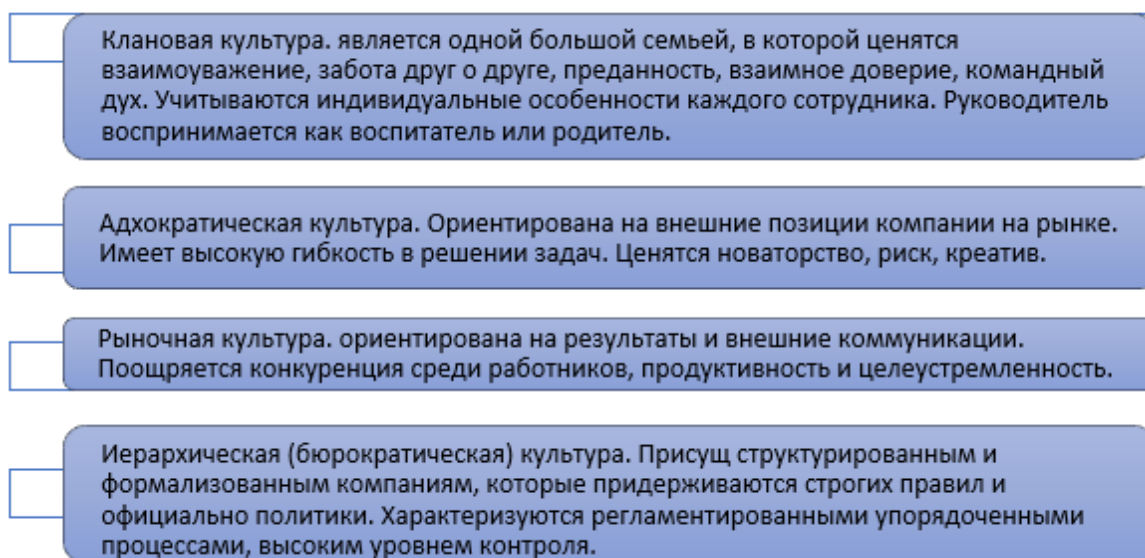 Клановая культура. является одной большой семьей, в которой ценятся
взаимоуважение, забота друг о друге, преданность, взаимное доверие, командный
дух. Учитываются индивидуальные особенности каждого сотрудника. Руководитель
воспринимается как воспитатель или родитель.
Адхократическая культура. Ориентирована на внешние позиции компании на рынке.
Имеет высокую гибкость в решении задач. Ценятся новаторство, риск, креатив.
Рыночная культура. ориентирована на результаты и внешние коммуникации.
Поощряется конкуренция среди работников, продуктивность и целеустремленность.
Иерархическая (бюрократическая) культура. Присущ структурированным и
формализованным компаниям, которые придерживаются строгих правил и
официально политики. Характеризуются регламентированными упорядоченными
процессами, высоким уровнем контроля.